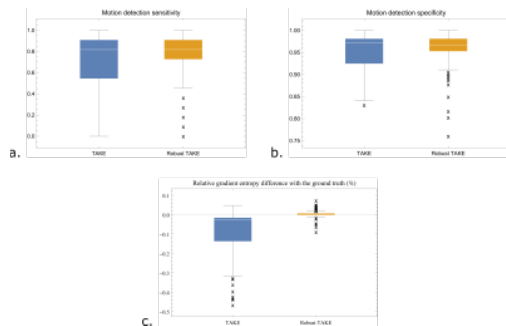 Motion detection sensitivity
1.0
0.8
0.6
0.4
0.2
0.0
TAKE Robust TAKE
a.
Motion detection specificity
1.00
0.95
0.90
0.85
0.80
0.75
TAKE Robust TAKE
b.
Relative gradient entropy difference with the ground truth (%)
0.0
-0.1
-0.2
-0.3
-0.4
-0.5
TAKE Robust TAKE
c.